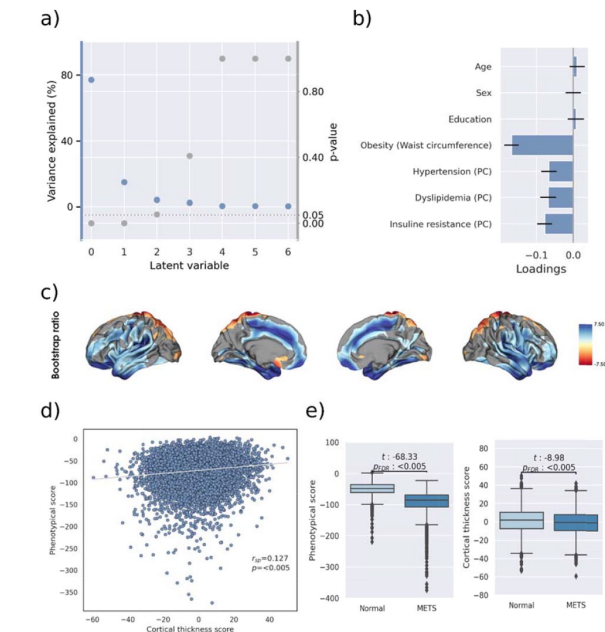 a)
80
40
0
Variance explained (%)
0.80
0.40
0.05
0.00
p-value
0 1 2 3 4 5 6
Latent variable
b)
Age
Sex
Education
Obesity (Waist circumference)
Hypertension (PC)
Dyslipidemia (PC)
Insuline resistance (PC)
−0.1 0.0
Loadings
c)
Bootstrap ratio
7.50
-7.50
d)
0
−50
−100
−150
−200
−250
−300
−350
Phenotypical score
rsp=0.127
p=<0.005
−60 −40 −20 0 20 40
Cortical thickness score
e)
100
0
−100
−200
−300
−400
Phenotypical score
t : -68.33
pFDR : <0.005
Normal METS
80
60
40
20
0
−20
−40
−60
−80
Cortical thickness score
t : -8.98
pFDR : <0.005
Normal METS